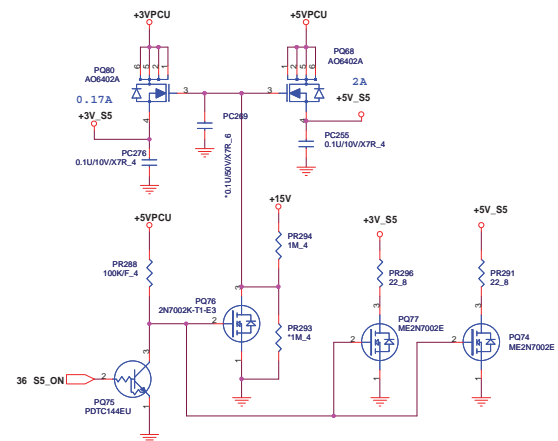 +3VPCU
+5VPCU
PQ80
AO6402A
PQ68
AO6402A
6 5 2 1
1 2 5 6
3
3
0.17A
2A
4
4
+3V_S5
+5V_S5
PC269
*0.1U/50V/X7R_6
PC276
0.1U/10V/X7R_4
PC255
0.1U/10V/X7R_4
+5VPCU
+15V
+3V_S5
+5V_S5
PR288
100K/F_4
PR294
1M_4
PR296
22_8
PR291
22_8
PQ76
2N7002K-T1-E3
3
2
1
PR293
*1M_4
PQ77
ME2N7002E
3
2
1
PQ74
ME2N7002E
3
2
1
36 S5_ON
2
3
1
PQ75
PDTC144EU